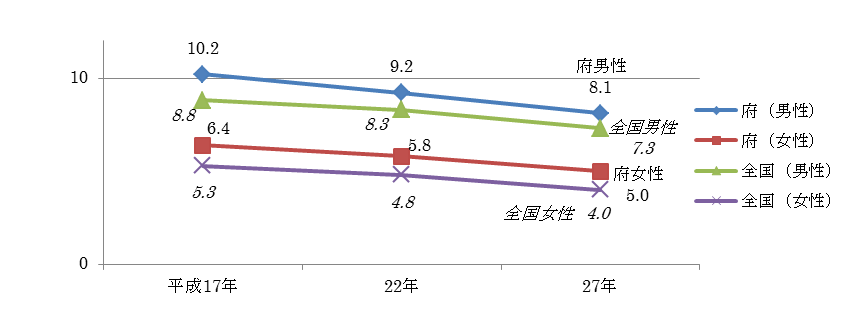 10.2
9.2
府男性
8.1
10
8.8
8.3
全国男性
7.3
6.4
5.8
府女性
5.0
5.3
4.8
全国女性
4.0
0
平成17年
22年
27年
府（男性）
府（女性）
全国（男性）
全国（女性）